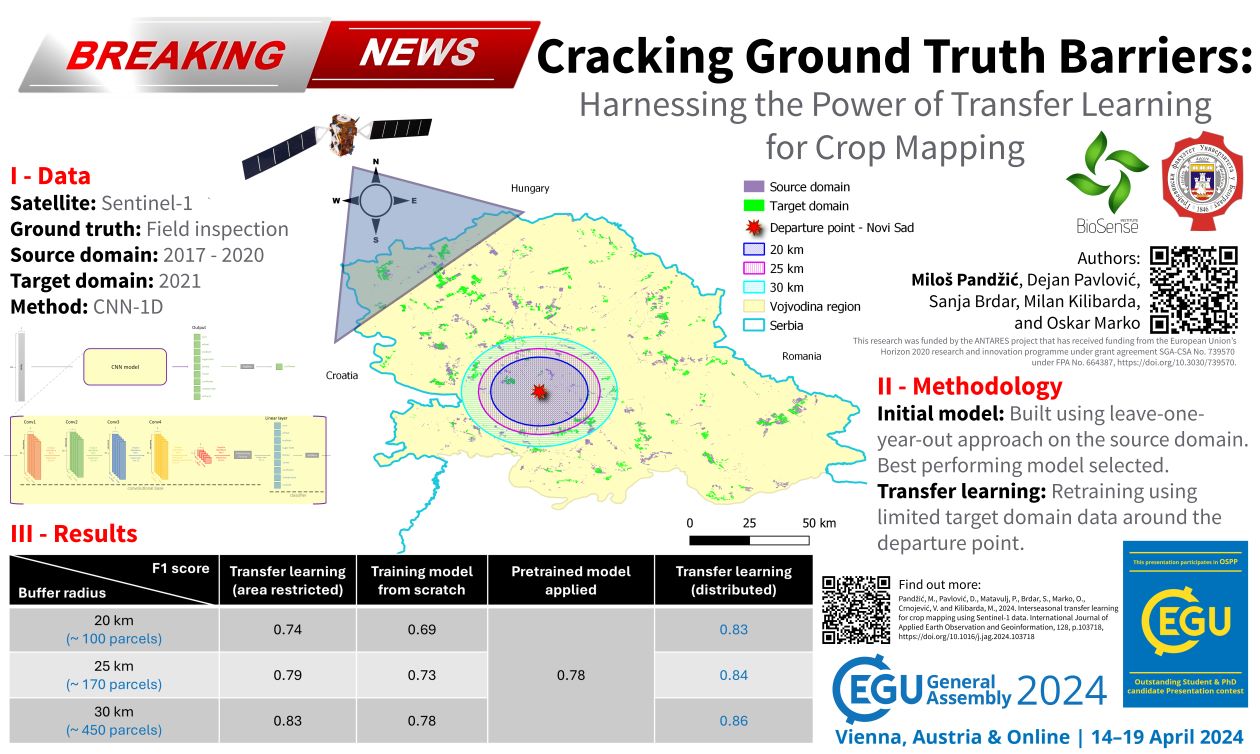 BREAKING NEWS
Cracking Ground Truth Barriers:
Harnessing the Power of Transfer Learning
for Crop Mapping
I - Data
Satellite: Sentinel-1
Ground truth: Field inspection
Source domain: 2017 - 2020
Target domain: 2021
Method: CNN-1D
Output
CNN model
Conv1
Conv2
Conv3
Conv4
Linear layer
Convolutional base
Classifier
N
W
E
S
Hungary
Croatia
Romania
Source domain
Target domain
Departure point - Novi Sad
20 km
25 km
30 km
Vojvodina region
Serbia
0 25 50 km
BioSense
INSTITUTE
1846
Authors:
Miloš Pandžić, Dejan Pavlović,
Sanja Brdar, Milan Kilibarda,
and Oskar Marko
This research was funded by the ANTARES project that has received funding from the European Union's
Horizon 2020 research and innovation programme under grant agreement SGA-CSA No. 739570
under FPA No. 664387, https://doi.org/10.3030/739570.
II - Methodology
Initial model: Built using leave-one-
year-out approach on the source domain.
Best performing model selected.
Transfer learning: Retraining using
limited target domain data around the
departure point.
III - Results
F1 score
Buffer radius
Transfer learning
(area restricted)
Training model
from scratch
Pretrained model
applied
Transfer learning
(distributed)
20 km
(~ 100 parcels)
0.74
0.69
0.83
25 km
(~ 170 parcels)
0.79
0.73
0.78
0.84
30 km
(~ 450 parcels)
0.83
0.78
0.86
Find out more:
Pandžić, M., Pavlović, D., Matavulj, P., Brdar, S., Marko, O.,
Crnojević, V. and Kilibarda, M., 2024. Interseasonal transfer learning
for crop mapping using Sentinel-1 data. International Journal of
Applied Earth Observation and Geoinformation, 128, p.103718,
https://doi.org/10.1016/j.jag.2024.103718
This presentation participates in OSPP
EGU
Outstanding Student & PhD
candidate Presentation contest
EGU General
Assembly 2024
Vienna, Austria & Online | 14–19 April 2024